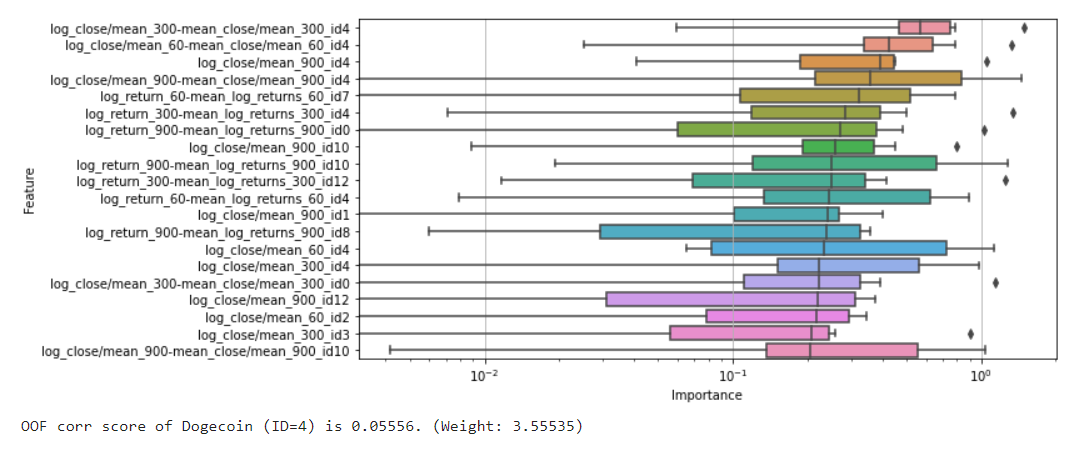 log_close/mean_300-mean_close/mean_300_id4
log_close/mean_60-mean_close/mean_60_id4
log_close/mean_900_id4
log_close/mean_900-mean_close/mean_900_id4
log_return_60-mean_log_returns_60_id7
log_return_300-mean_log_returns_300_id4
log_return_900-mean_log_returns_900_id0
log_close/mean_900_id10
log_return_900-mean_log_returns_900_id10
log_return_300-mean_log_returns_300_id12
log_return_60-mean_log_returns_60_id4
log_close/mean_900_id1
log_return_900-mean_log_returns_900_id8
log_close/mean_60_id4
log_close/mean_300_id4
log_close/mean_300-mean_close/mean_300_id0
log_close/mean_900_id12
log_close/mean_60_id2
log_close/mean_300_id3
log_close/mean_900-mean_close/mean_900_id10
Feature
10⁻² 10⁻¹ 10⁰
Importance
OOF corr score of Dogecoin (ID=4) is 0.05556. (Weight: 3.55535)